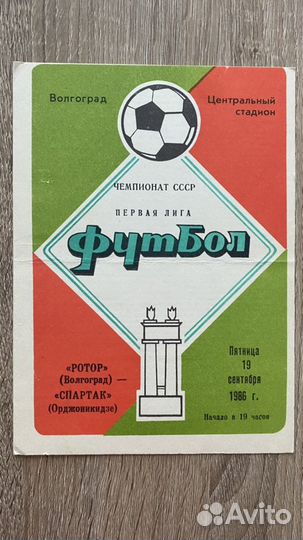 Волгоград
Центральный
стадион
ЧЕМПИОНАТ СССР
ПЕРВАЯ ЛИГА
футбол
«РОТОР»
(Волгоград) —
«СПАРТАК»
(Орджоникидзе)
Пятница
19
сентября
1986 г.
Начало в 19 часов
Avito